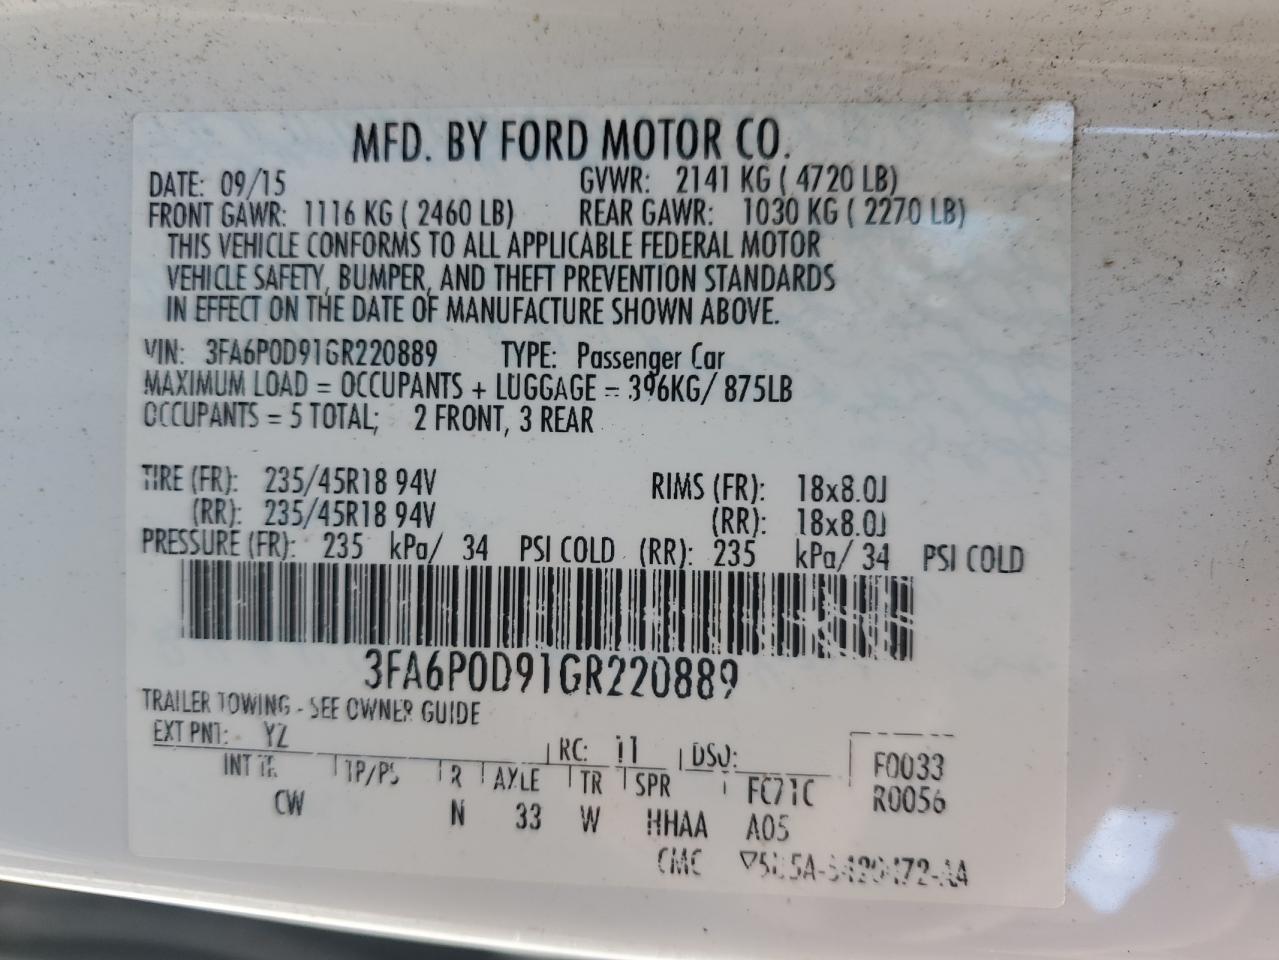 MFD. BY FORD MOTOR CO.
DATE: 09/15 GVWR: 2141 KG ( 4720 LB)
FRONT GAWR: 1116 KG ( 2460 LB) REAR GAWR: 1030 KG ( 2270 LB)
THIS VEHICLE CONFORMS TO ALL APPLICABLE FEDERAL MOTOR
VEHICLE SAFETY, BUMPER, AND THEFT PREVENTION STANDARDS
IN EFFECT ON THE DATE OF MANUFACTURE SHOWN ABOVE.
VIN: 3FA6P0D91GR220889 TYPE: Passenger Car
MAXIMUM LOAD = OCCUPANTS + LUGGAGE = 396KG/ 875LB
OCCUPANTS = 5 TOTAL; 2 FRONT, 3 REAR
TIRE (FR): 235/45R18 94V RIMS (FR): 18x8.0J
(RR): 235/45R18 94V (RR): 18x8.0J
PRESSURE (FR): 235 kPa/ 34 PSI COLD (RR): 235 kPa/ 34 PSI COLD
3FA6P0D91GR220889
TRAILER TOWING - SEE OWNER GUIDE
EXT PNT: YZ RC: 11 DSO: F0033
INT TR TP/PS R AXLE TR SPR FC71C R0056
CW N 33 W HHAA A05
CMC